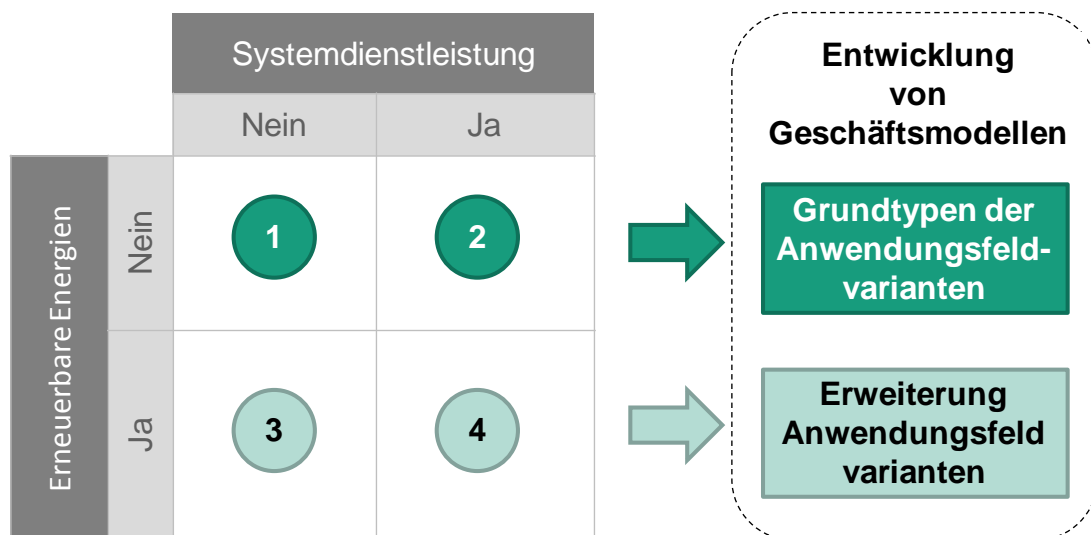 Systemdienstleistung
Nein
Ja
Erneuerbare Energien
Nein
1
2
Ja
3
4
Entwicklung
von
Geschäftsmodellen
Grundtypen der
Anwendungsfeld-
varianten
Erweiterung
Anwendungsfeld
varianten